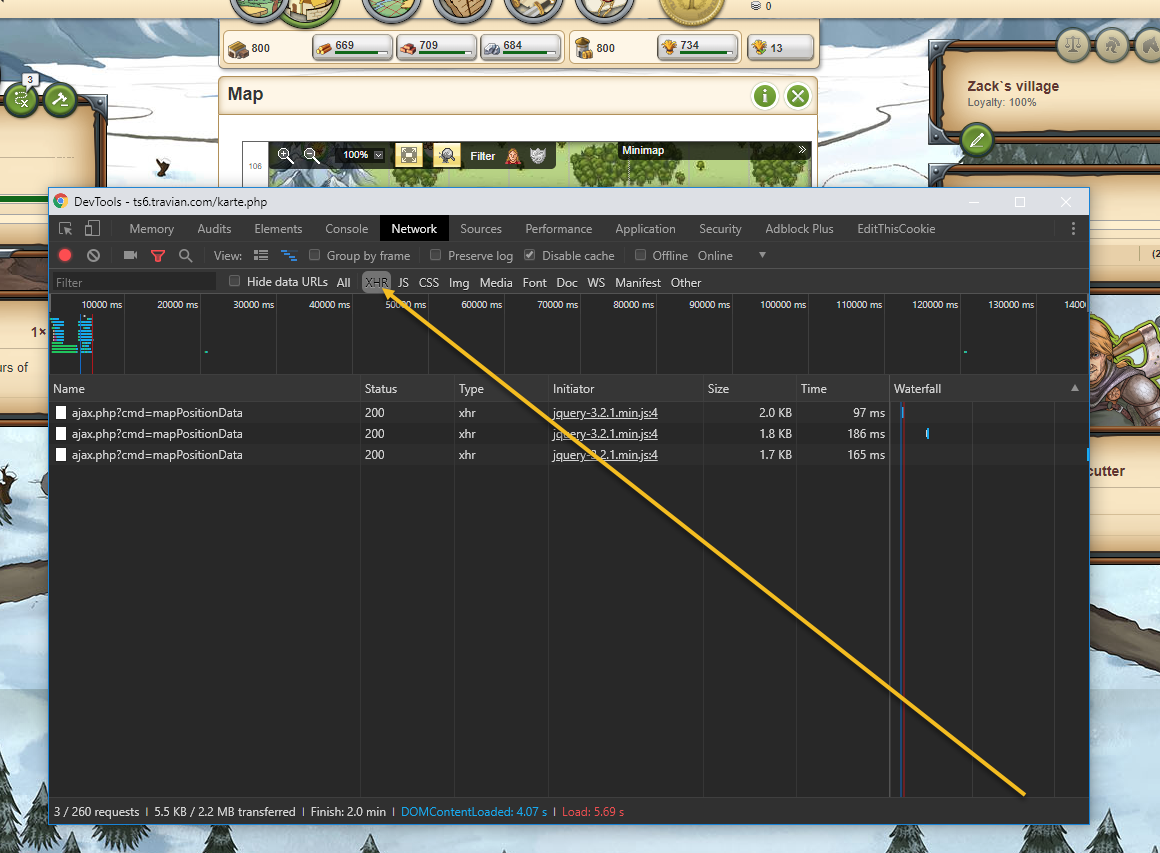 0
800
669
709
684
800
734
13
3
Map
Zack`s village
Loyalty: 100%
106
100%
Filter
Minimap
»
DevTools - ts6.travian.com/karte.php
Memory Audits Elements Console Network Sources Performance Application Security Adblock Plus EditThisCookie
View: Group by frame Preserve log Disable cache Offline Online
Filter Hide data URLs All XHR JS CSS Img Media Font Doc WS Manifest Other
10000 ms 20000 ms 30000 ms 40000 ms 50000 ms 60000 ms 70000 ms 80000 ms 90000 ms 100000 ms 110000 ms 120000 ms 130000 ms 1400
(2
1×
urs of
Name Status Type Initiator Size Time Waterfall
ajax.php?cmd=mapPositionData 200 xhr jquery-3.2.1.min.js:4 2.0 KB 97 ms
ajax.php?cmd=mapPositionData 200 xhr jquery-3.2.1.min.js:4 1.8 KB 186 ms
ajax.php?cmd=mapPositionData 200 xhr jquery-3.2.1.min.js:4 1.7 KB 165 ms
cutter
3 / 260 requests | 5.5 KB / 2.2 MB transferred | Finish: 2.0 min | DOMContentLoaded: 4.07 s | Load: 5.69 s